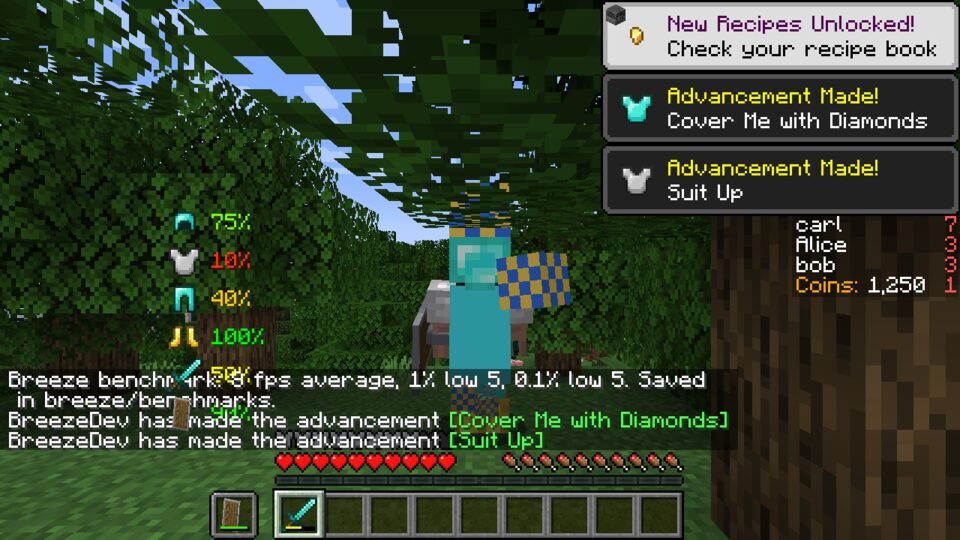 New Recipes Unlocked!
Check your recipe book
Advancement Made!
Cover Me with Diamonds
Advancement Made!
Suit Up
carl 7
Alice 3
bob 3
Coins: 1,250 1
75%
10%
40%
100%
50%
Breeze benchmark: 9 fps average, 1% low 5, 0.1% low 5. Saved
in breeze/benchmarks.
BreezeDev has made the advancement [Cover Me with Diamonds]
BreezeDev has made the advancement [Suit Up]